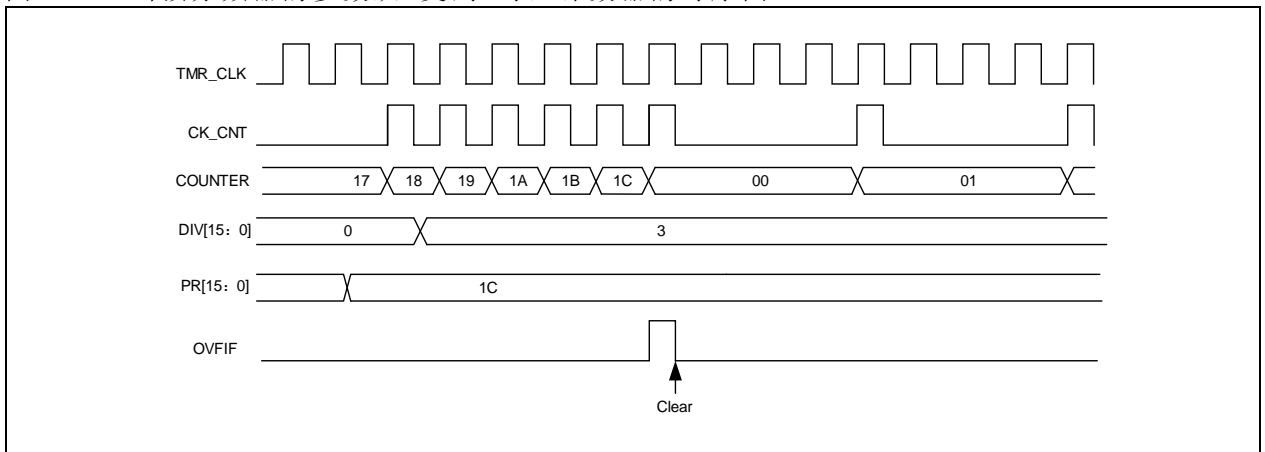 TMR_CLK
CK_CNT
COUNTER 17 18 19 1A 1B 1C 00 01
DIV[15：0] 0 3
PR[15：0] 1C
OVFIF
Clear